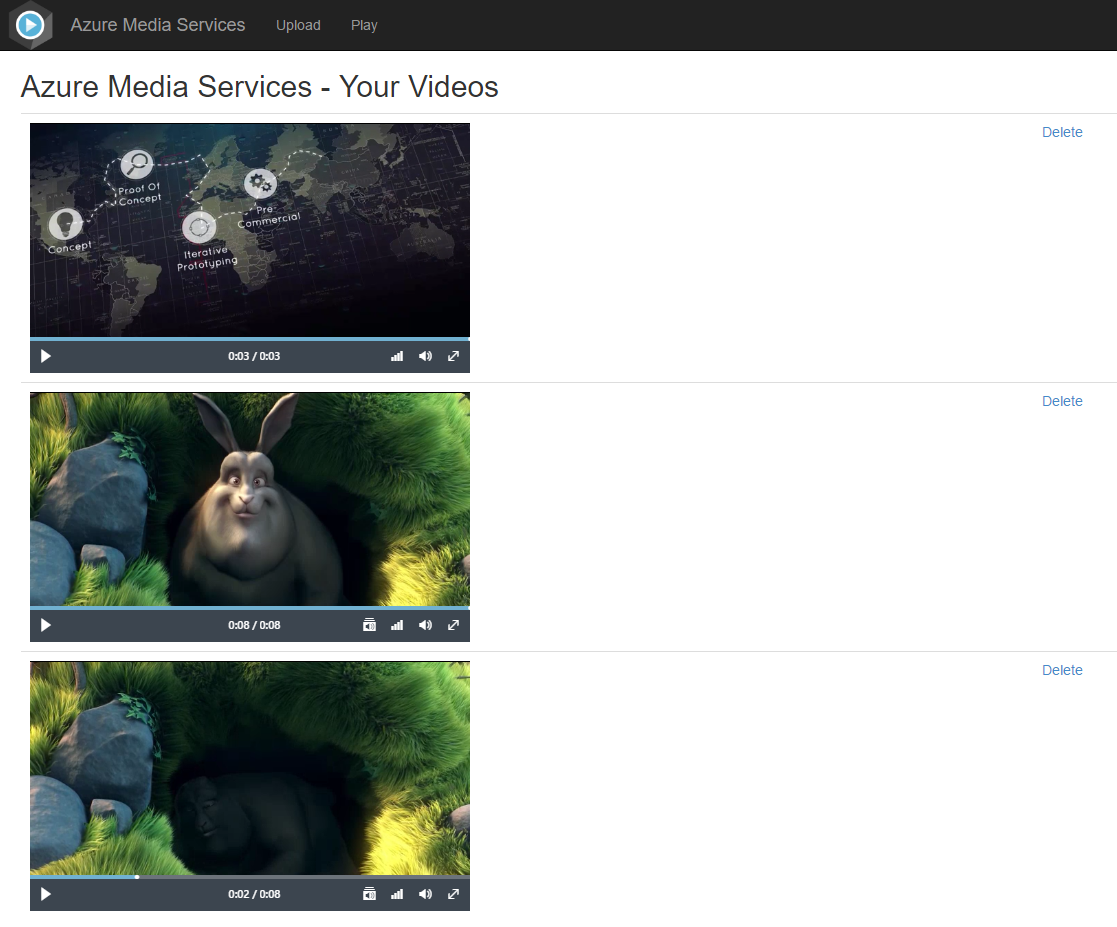 Azure Media Services Upload Play
Azure Media Services - Your Videos
Delete
Proof Of
Concept
Pre-
Commercial
Concept
Iterative
Prototyping
0:03 / 0:03
Delete
0:08 / 0:08
Delete
0:02 / 0:08